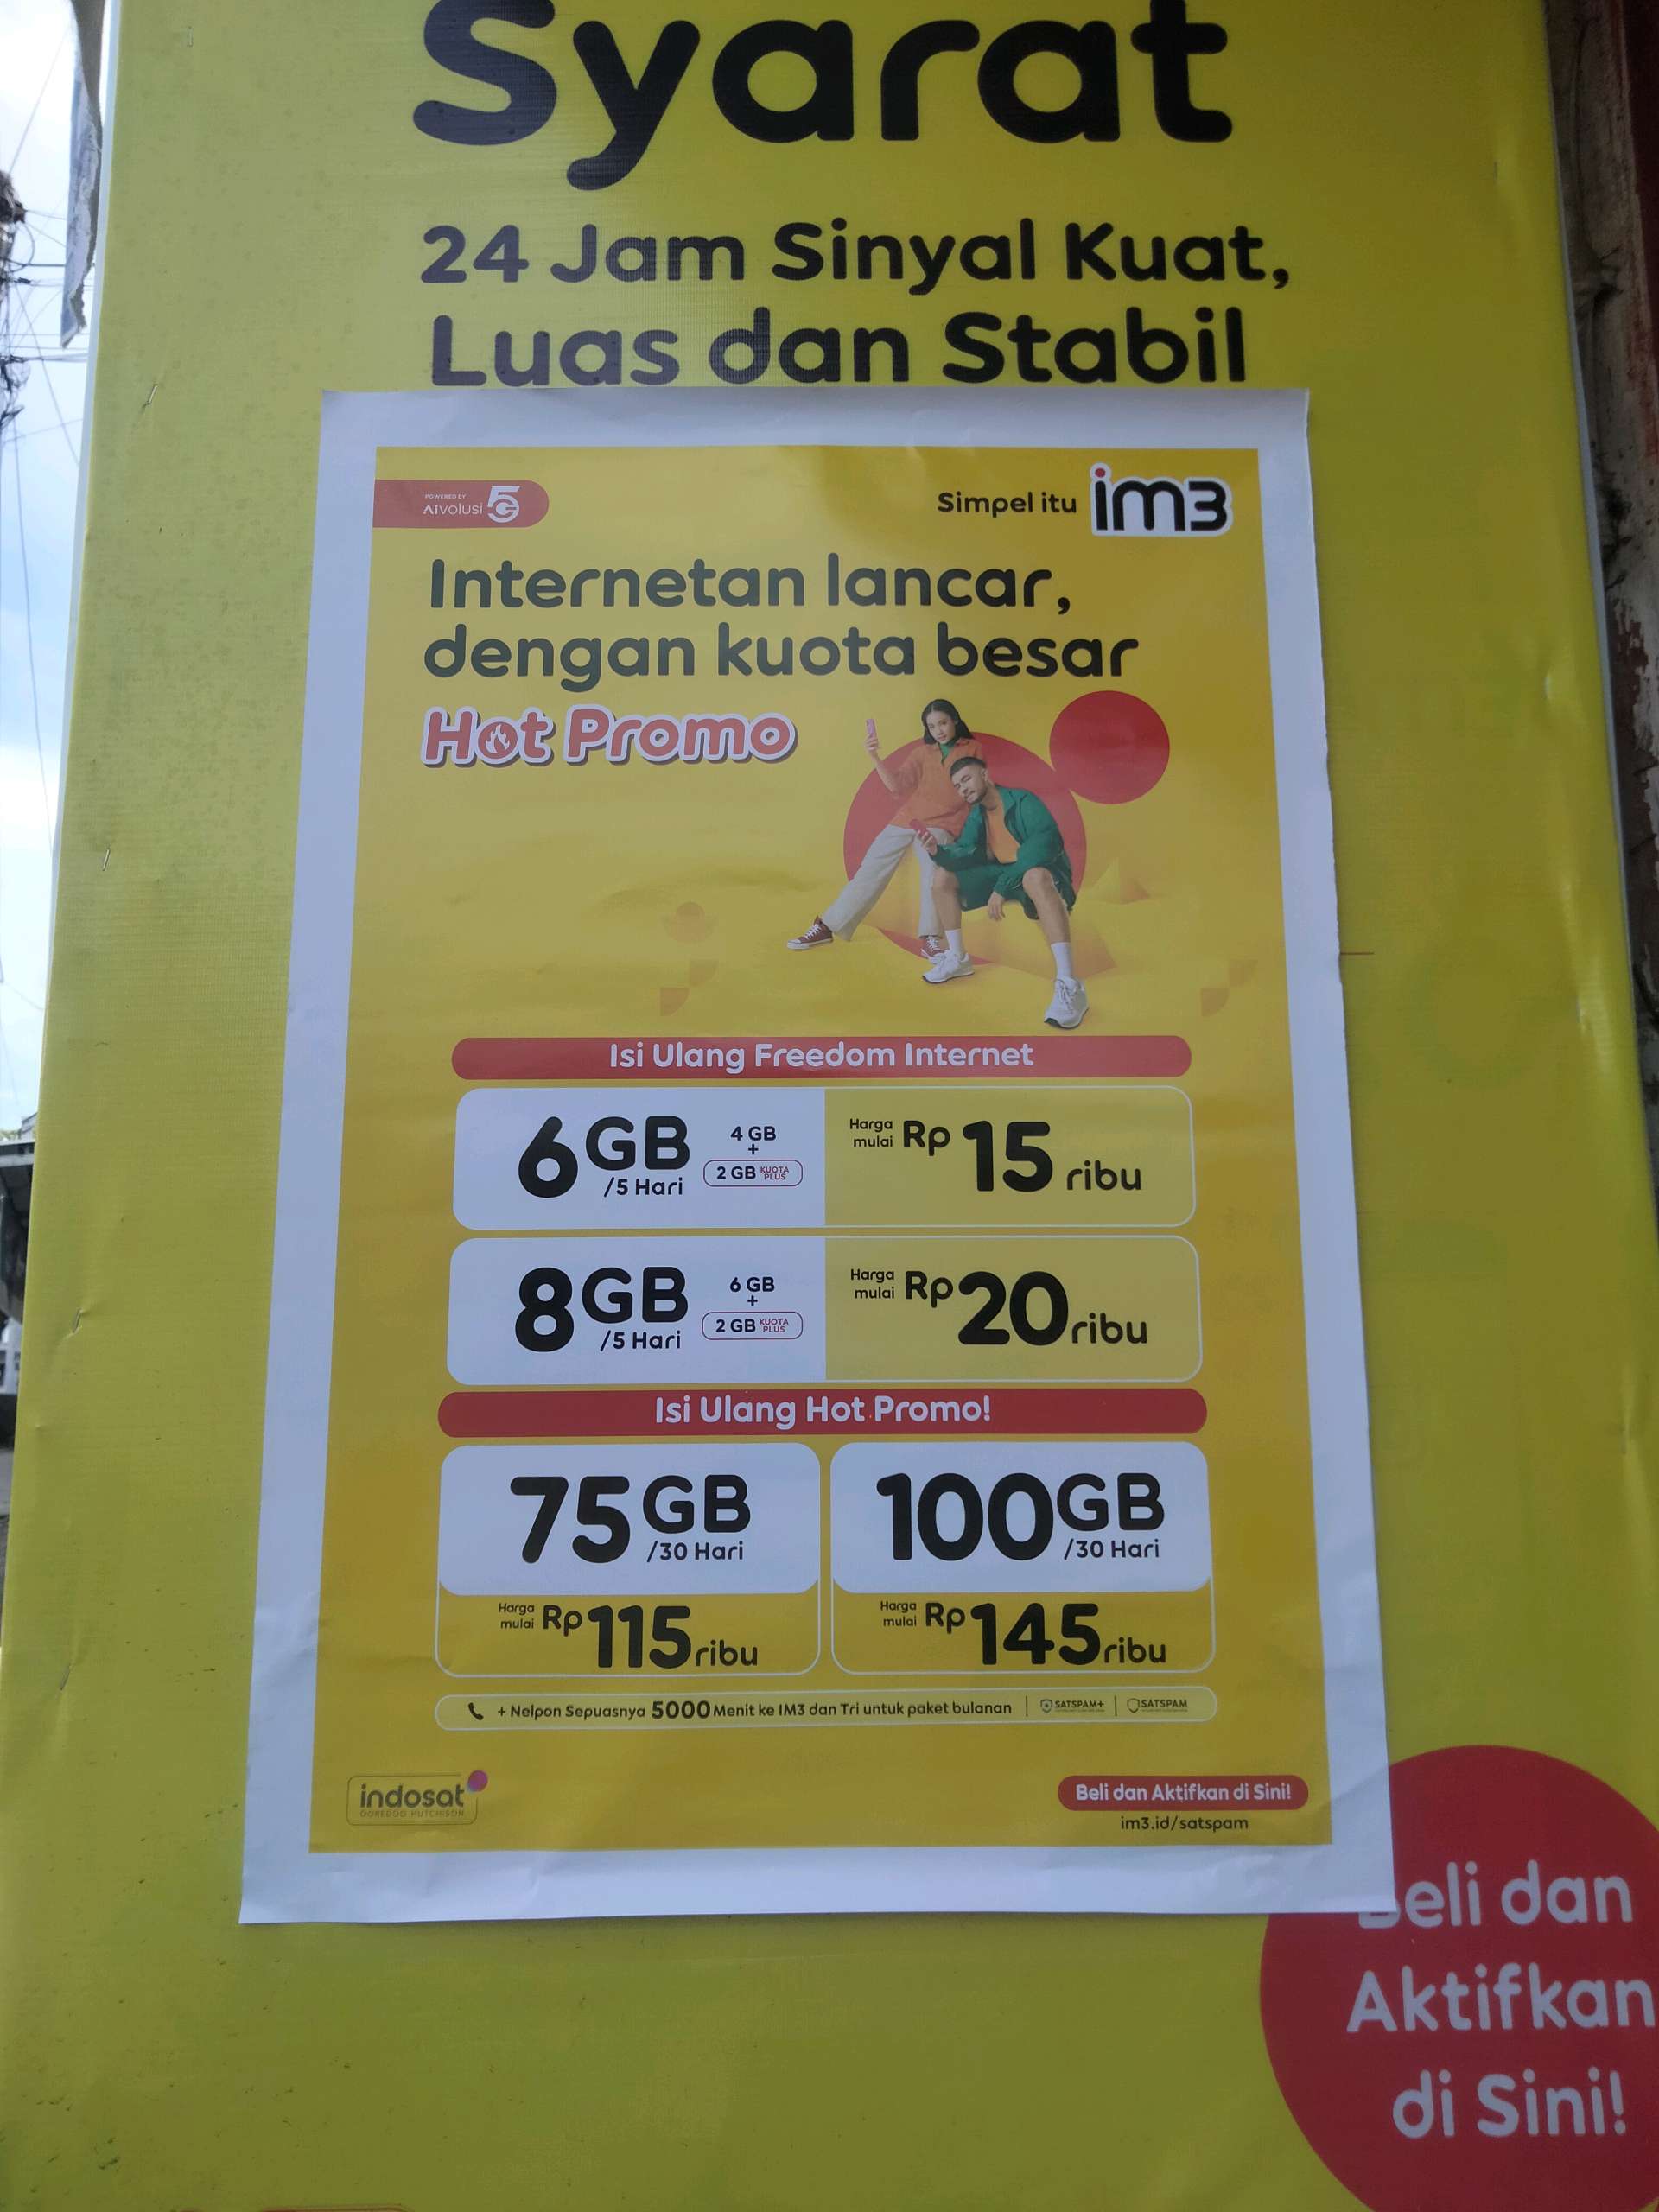 Syarat
24 Jam Sinyal Kuat,
Luas dan Stabil
POWERED BY
AIvolusi 5G
Simpel itu im3
Internetan lancar,
dengan kuota besar
Hot Promo
Isi Ulang Freedom Internet
6GB
/5 Hari
4 GB
+
2 GB KUOTA PLUS
Harga mulai Rp 15 ribu
8GB
/5 Hari
6 GB
+
2 GB KUOTA PLUS
Harga mulai Rp 20 ribu
Isi Ulang Hot Promo!
75GB
/30 Hari
Harga mulai Rp 115 ribu
100GB
/30 Hari
Harga mulai Rp 145 ribu
+ Nelpon Sepuasnya 5000 Menit ke IM3 dan Tri untuk paket bulanan | SATSPAM+ | SATSPAM
indosat
OOREDOO HUTCHISON
Beli dan Aktifkan di Sini!
im3.id/satspam
Beli dan
Aktifkan
di Sini!